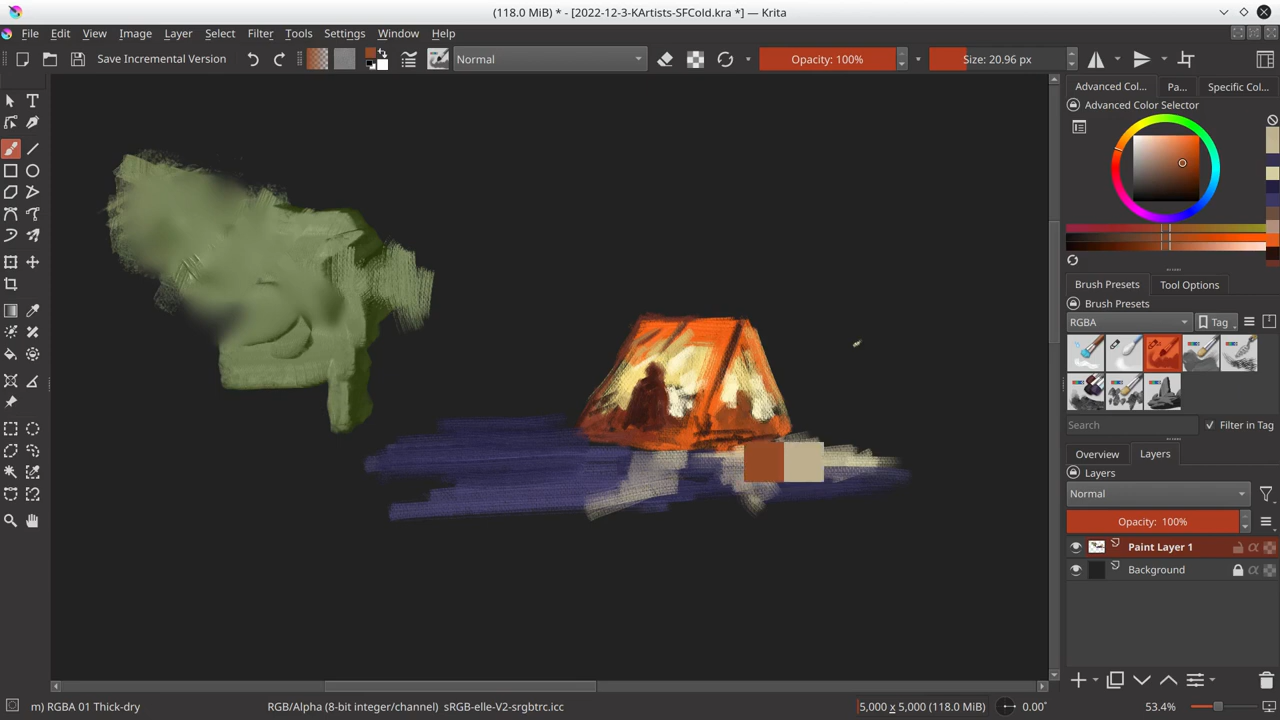 (118.0 MiB) * - [2022-12-3-KArtists-SFCold.kra *] — Krita
File Edit View Image Layer Select Filter Tools Settings Window Help
Save Incremental Version Normal Opacity: 100% Size: 20.96 px
Advanced Col... Pa... Specific Col...
Advanced Color Selector
Brush Presets Tool Options
Brush Presets
RGBA Tag
Search Filter in Tag
Overview Layers
Layers
Normal
Opacity: 100%
Paint Layer 1
Background
m) RGBA 01 Thick-dry RGB/Alpha (8-bit integer/channel) sRGB-elle-V2-srgbtrc.icc 5,000 x 5,000 (118.0 MiB) 0.00° 53.4%